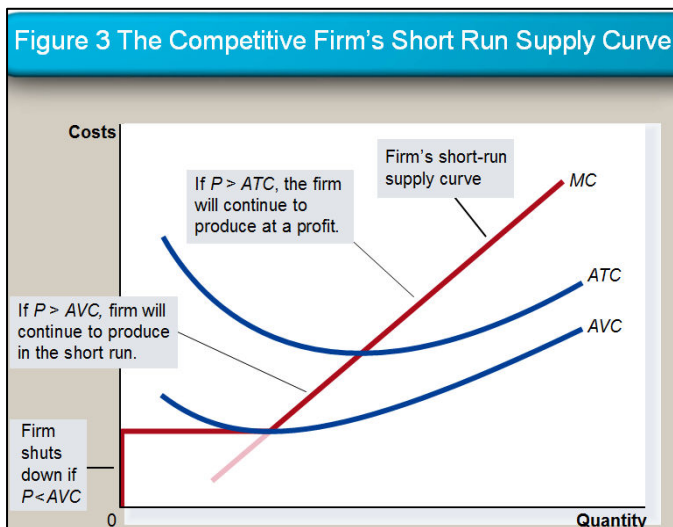 Figure 3 The Competitive Firm's Short Run Supply Curve
Costs
Firm's short-run
supply curve
MC
If P > ATC, the firm
will continue to
produce at a profit.
ATC
If P > AVC, firm will
continue to produce
in the short run.
AVC
Firm
shuts
down if
P<AVC
0
Quantity